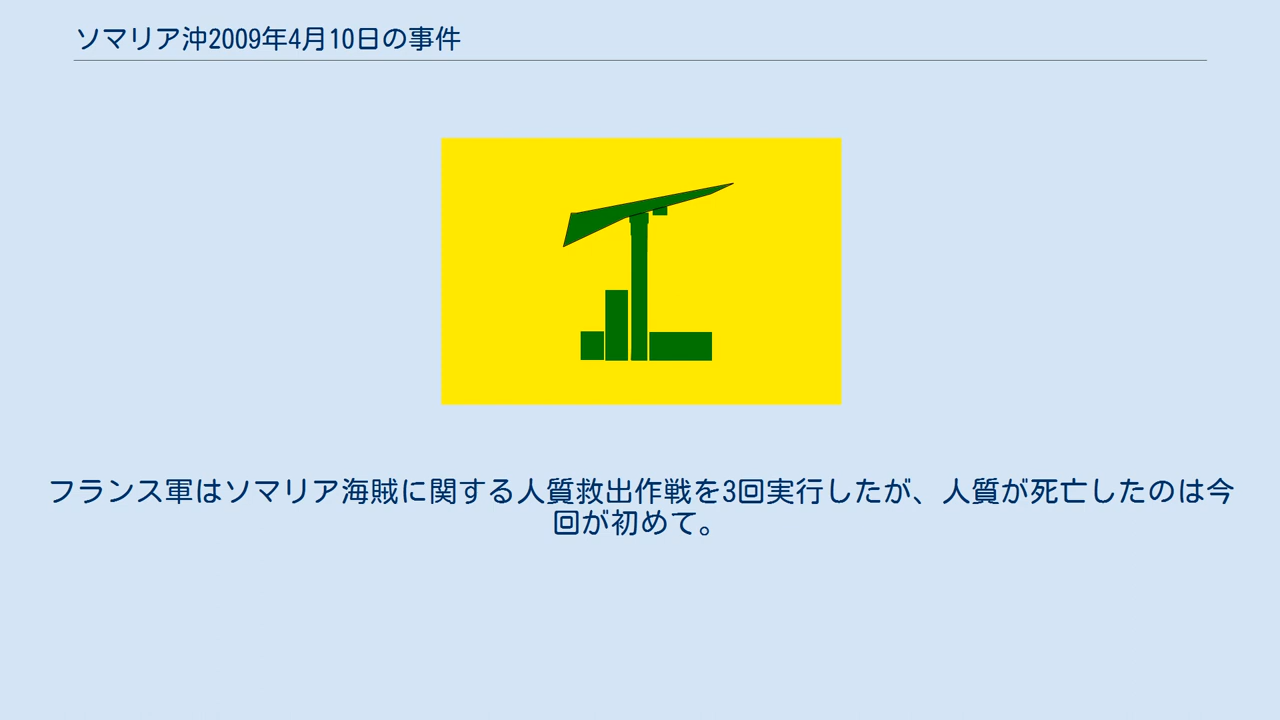 ソマリア沖2009年4月10日の事件
フランス軍はソマリア海賊に関する人質救出作戦を3回実行したが、人質が死亡したのは今
回が初めて。